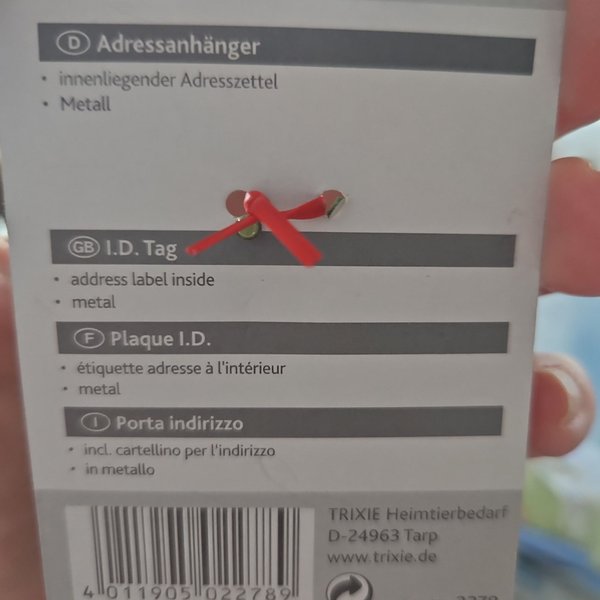 D Adressanhänger
• innenliegender Adresszettel
• Metall
GB I.D. Tag
• address label inside
• metal
F Plaque I.D.
• étiquette adresse à l'intérieur
• metal
I Porta indirizzo
• incl. cartellino per l'indirizzo
• in metallo
TRIXIE Heimtierbedarf
D-24963 Tarp
www.trixie.de
4 011905 022789